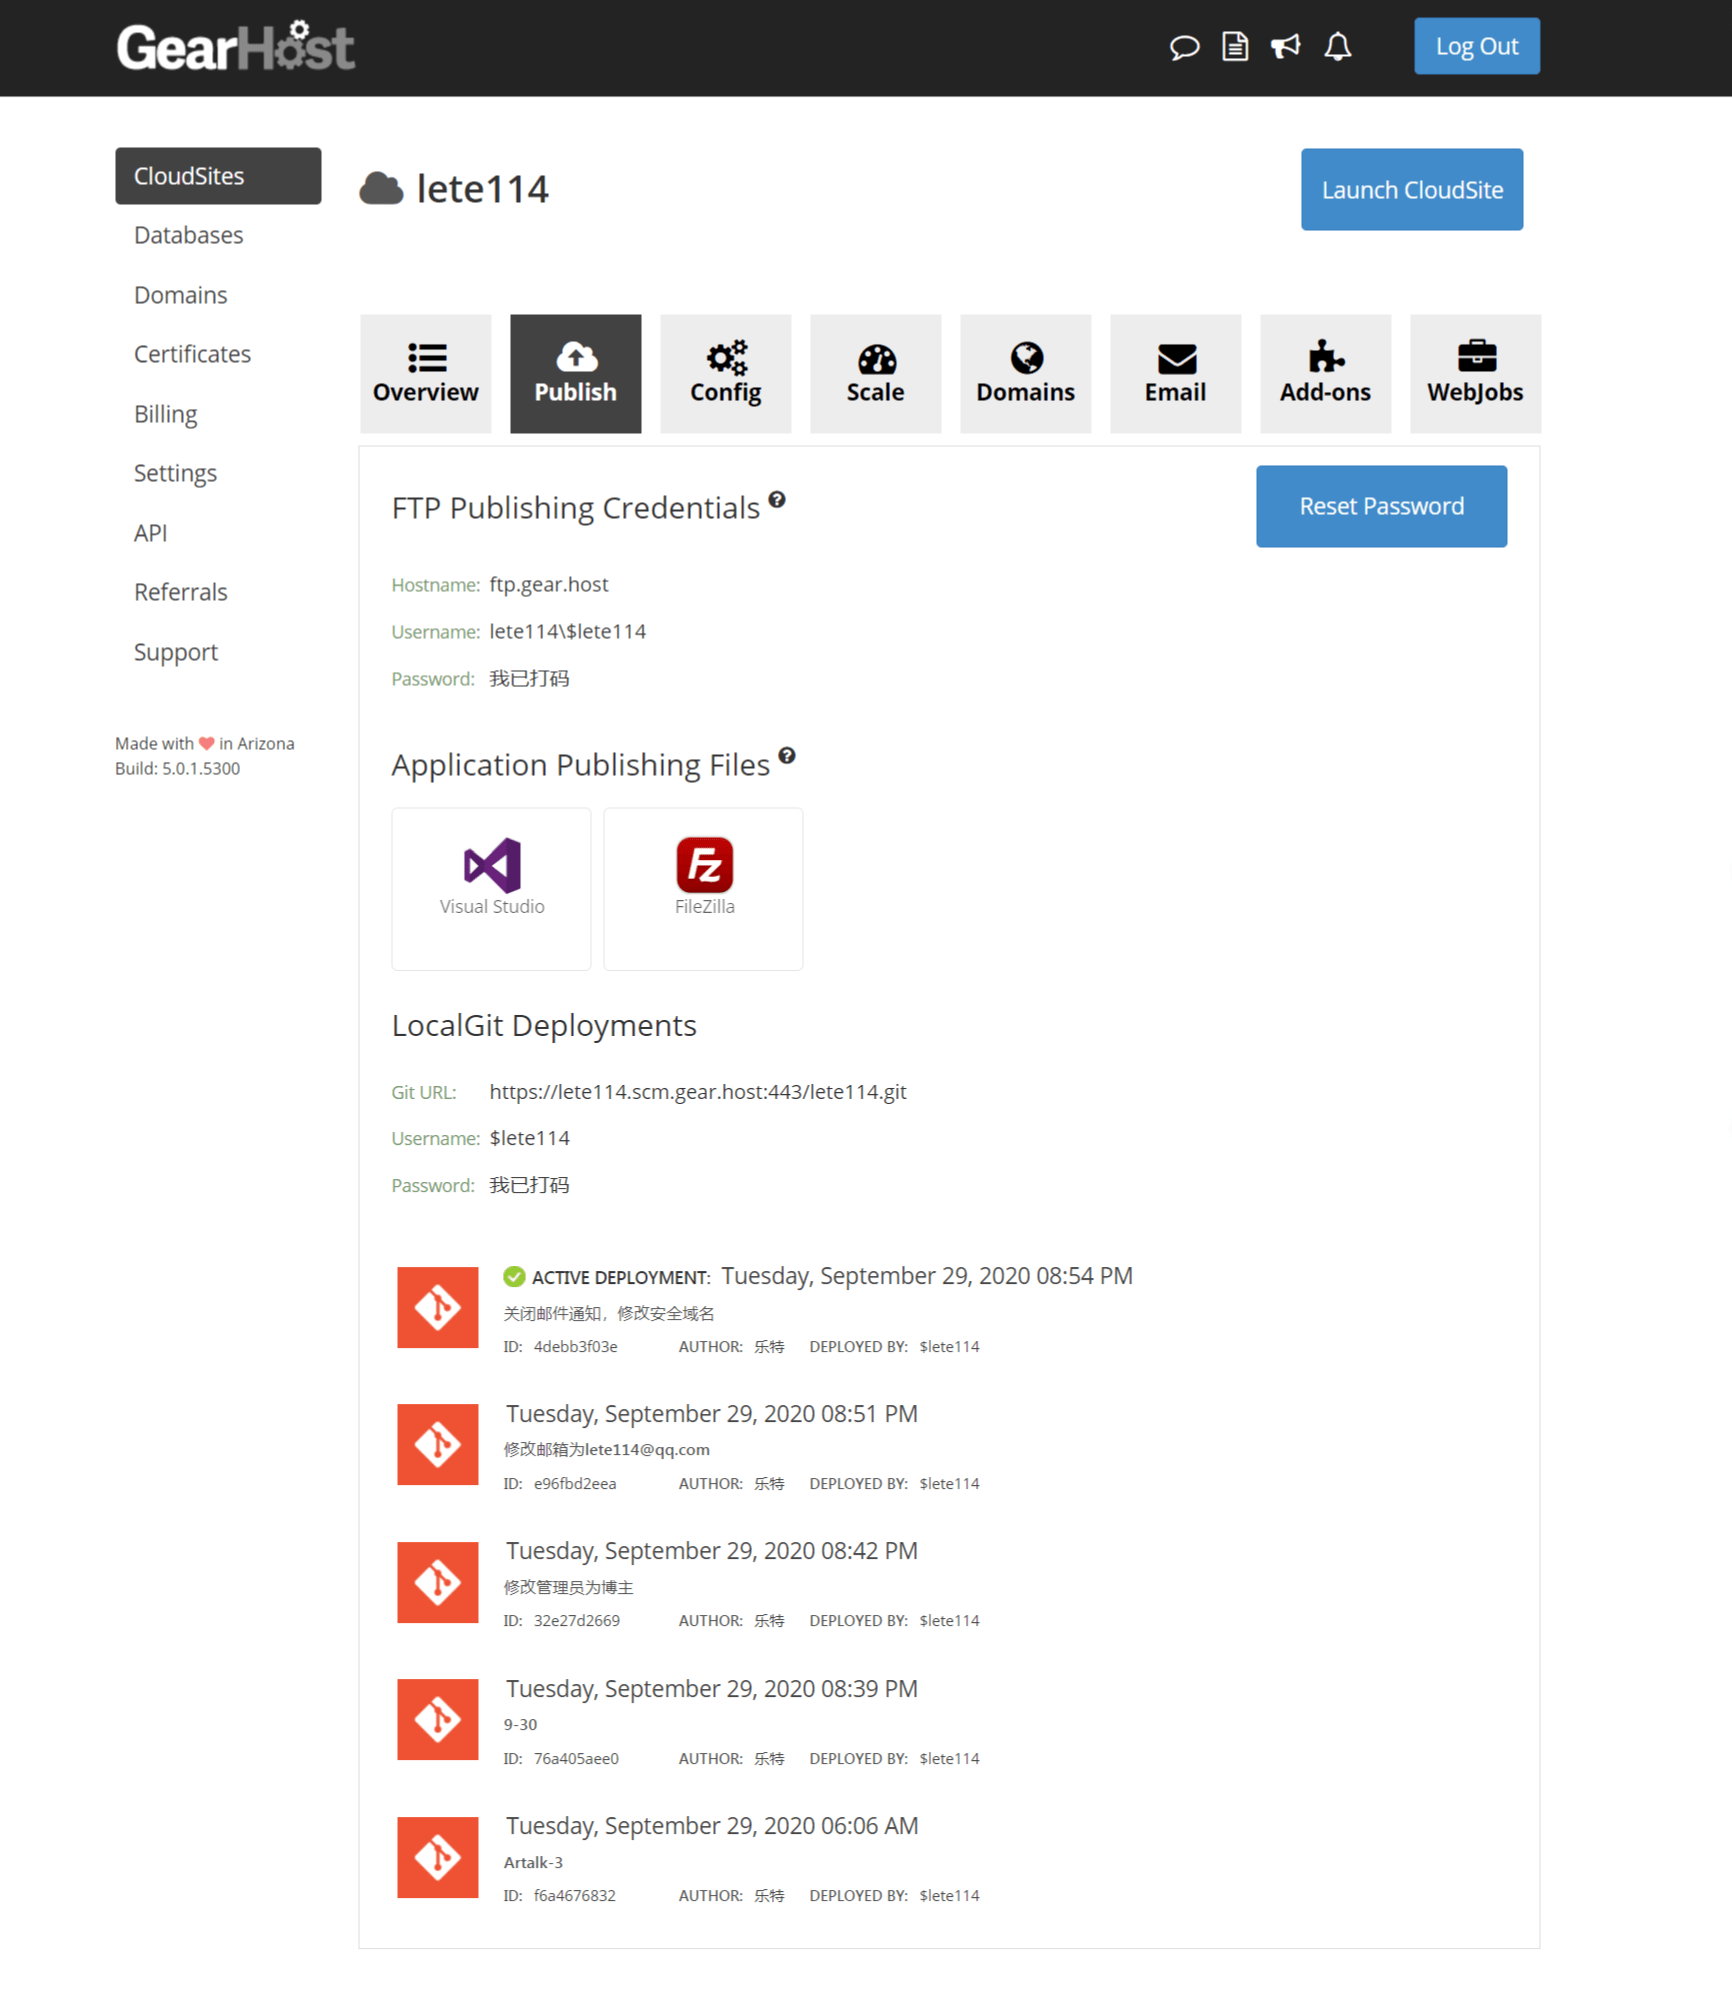 GearHost
Log Out
CloudSites
Databases
Domains
Certificates
Billing
Settings
API
Referrals
Support
Made with ❤ in Arizona
Build: 5.0.1.5300
lete114
Launch CloudSite
Overview
Publish
Config
Scale
Domains
Email
Add-ons
WebJobs
FTP Publishing Credentials
Reset Password
Hostname: ftp.gear.host
Username: lete114\$lete114
Password: 我已打码
Application Publishing Files
Visual Studio
FileZilla
LocalGit Deployments
Git URL: https://lete114.scm.gear.host:443/lete114.git
Username: $lete114
Password: 我已打码
ACTIVE DEPLOYMENT: Tuesday, September 29, 2020 08:54 PM
关闭邮件通知，修改安全域名
ID: 4debb3f03e AUTHOR: 乐特 DEPLOYED BY: $lete114
Tuesday, September 29, 2020 08:51 PM
修改邮箱为lete114@qq.com
ID: e96fbd2eea AUTHOR: 乐特 DEPLOYED BY: $lete114
Tuesday, September 29, 2020 08:42 PM
修改管理员为博主
ID: 32e27d2669 AUTHOR: 乐特 DEPLOYED BY: $lete114
Tuesday, September 29, 2020 08:39 PM
9-30
ID: 76a405aee0 AUTHOR: 乐特 DEPLOYED BY: $lete114
Tuesday, September 29, 2020 06:06 AM
Artalk-3
ID: f6a4676832 AUTHOR: 乐特 DEPLOYED BY: $lete114